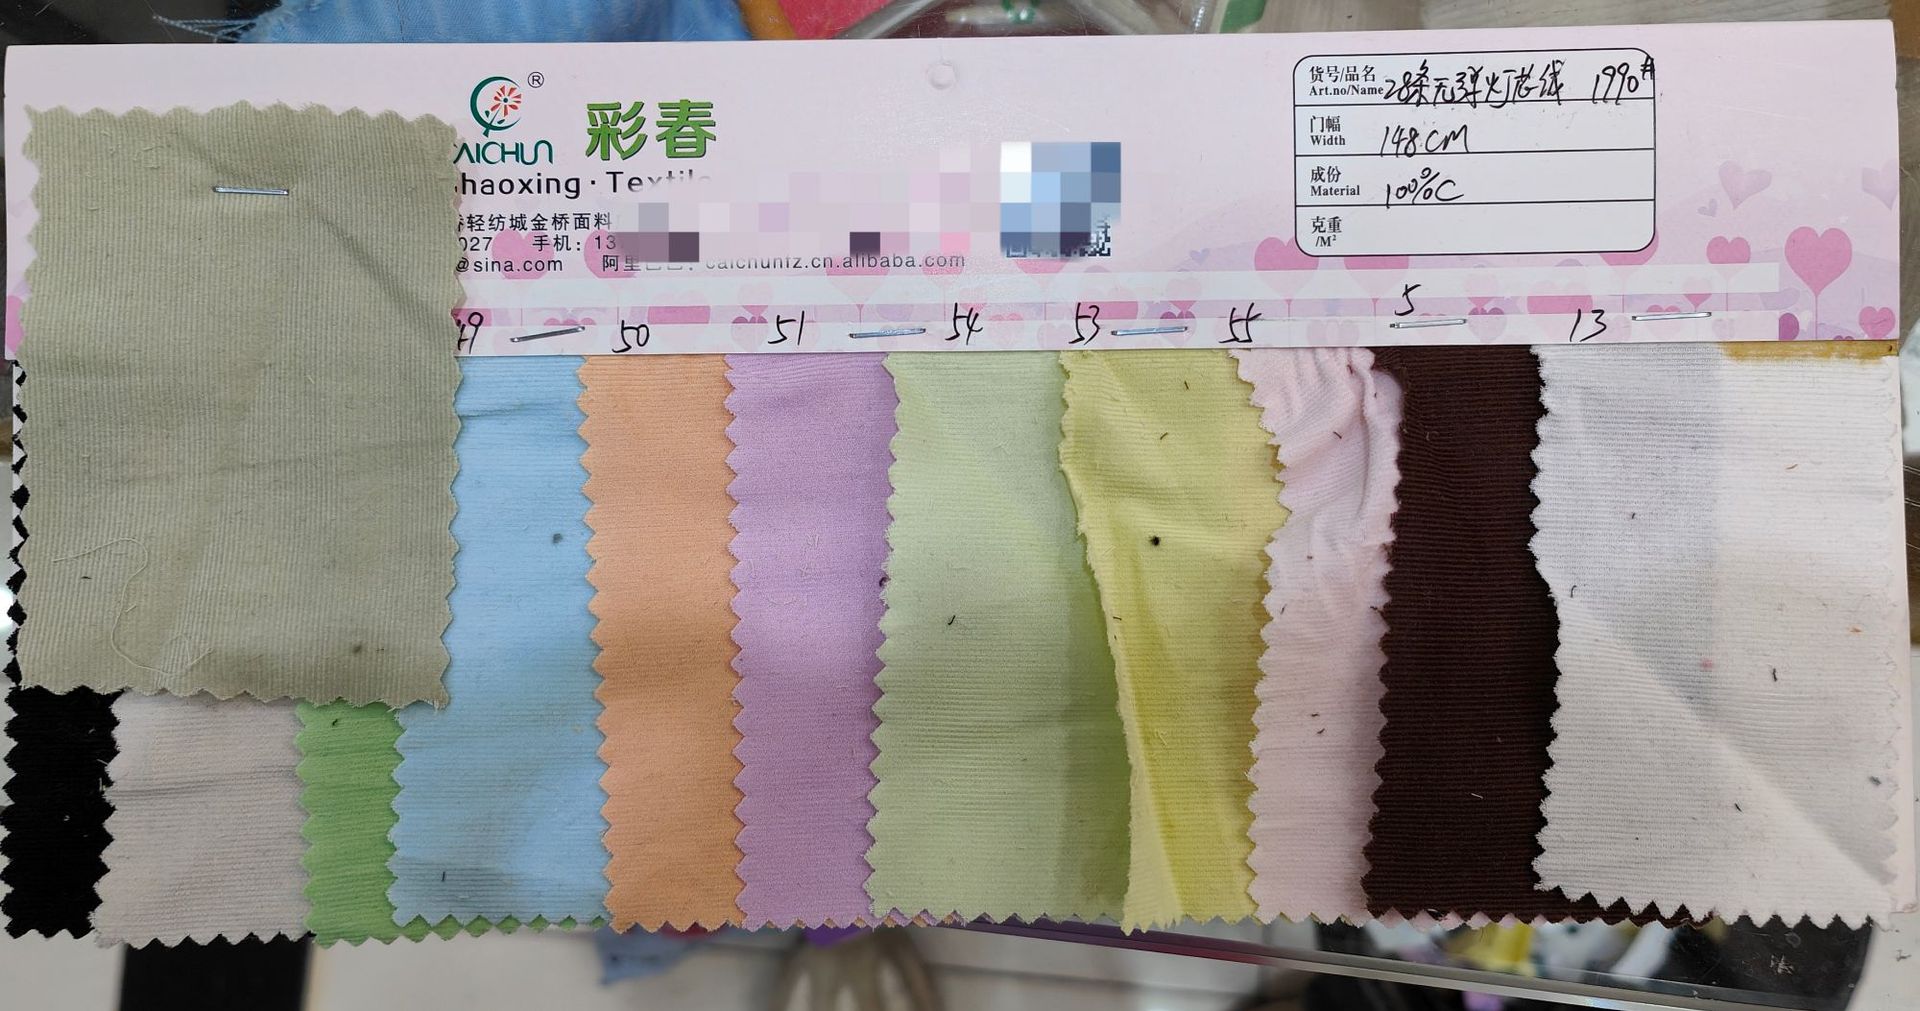 ®
彩春
AICHUN
haoxing · Textile
轻纺城金桥面料
027 手机: 13
@sina.com 阿里巴巴: caichunfz.cn.alibaba.com
货号/品名
Art.no/Name 28条无弹灯芯绒 1990#
门幅
Width 148CM
成份
Material 100%C
克重
/M²
49 50 51 54 53 55 5 13